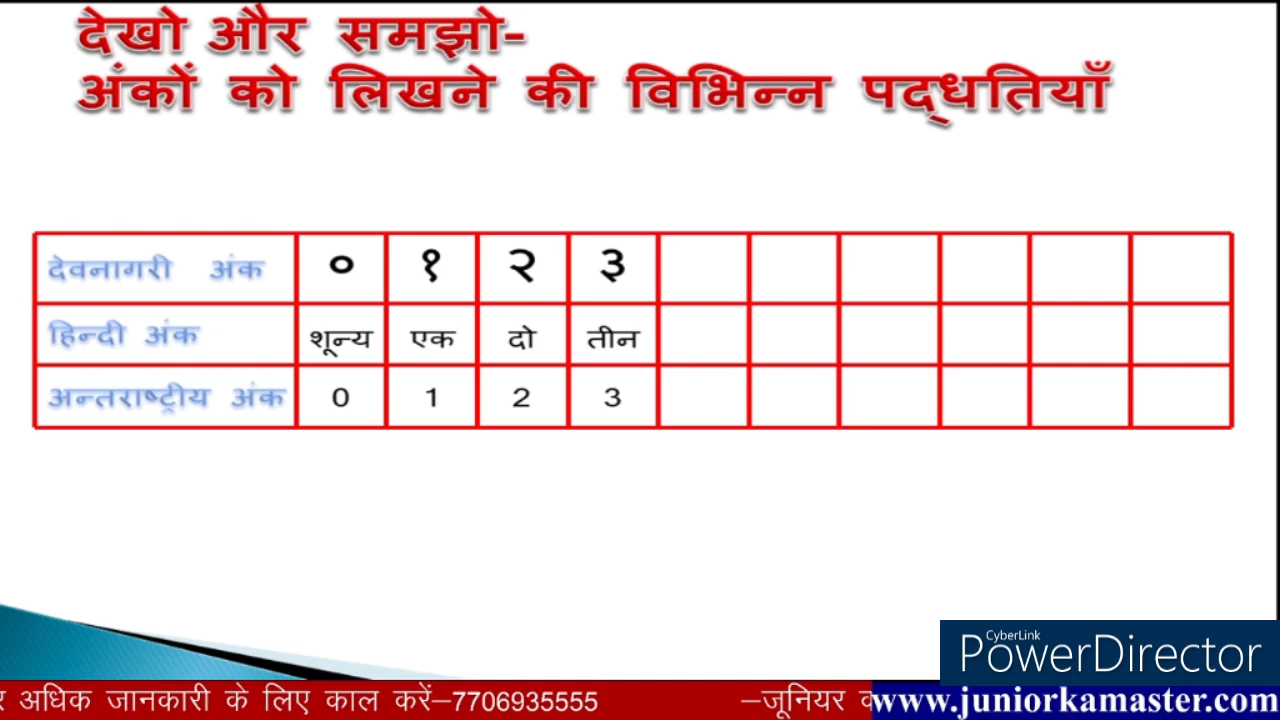 देखो और समझो-
अंकों को लिखने की विभिन्न पद्धतियाँ
देवनागरी अंक ० १ २ ३
हिन्दी अंक शून्य एक दो तीन
अन्तराष्ट्रीय अंक 0 1 2 3
CyberLink
PowerDirector
अधिक जानकारी के लिए काल करें–7706935555 –जूनियर www.juniorkamaster.com